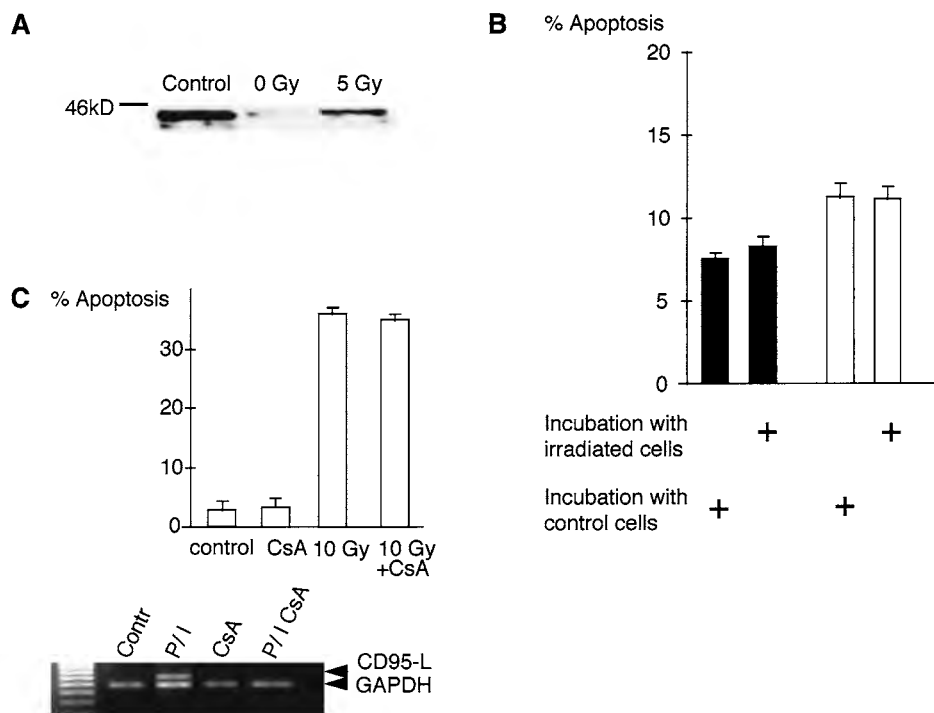 A
Control 0 Gy 5 Gy
46kD
B % Apoptosis
20
15
10
5
0
Incubation with irradiated cells
+ +
Incubation with control cells
+ +
C % Apoptosis
30
20
10
0
control CsA 10 Gy 10 Gy +CsA
Contr P/I CsA P/I CsA
CD95-L
GAPDH